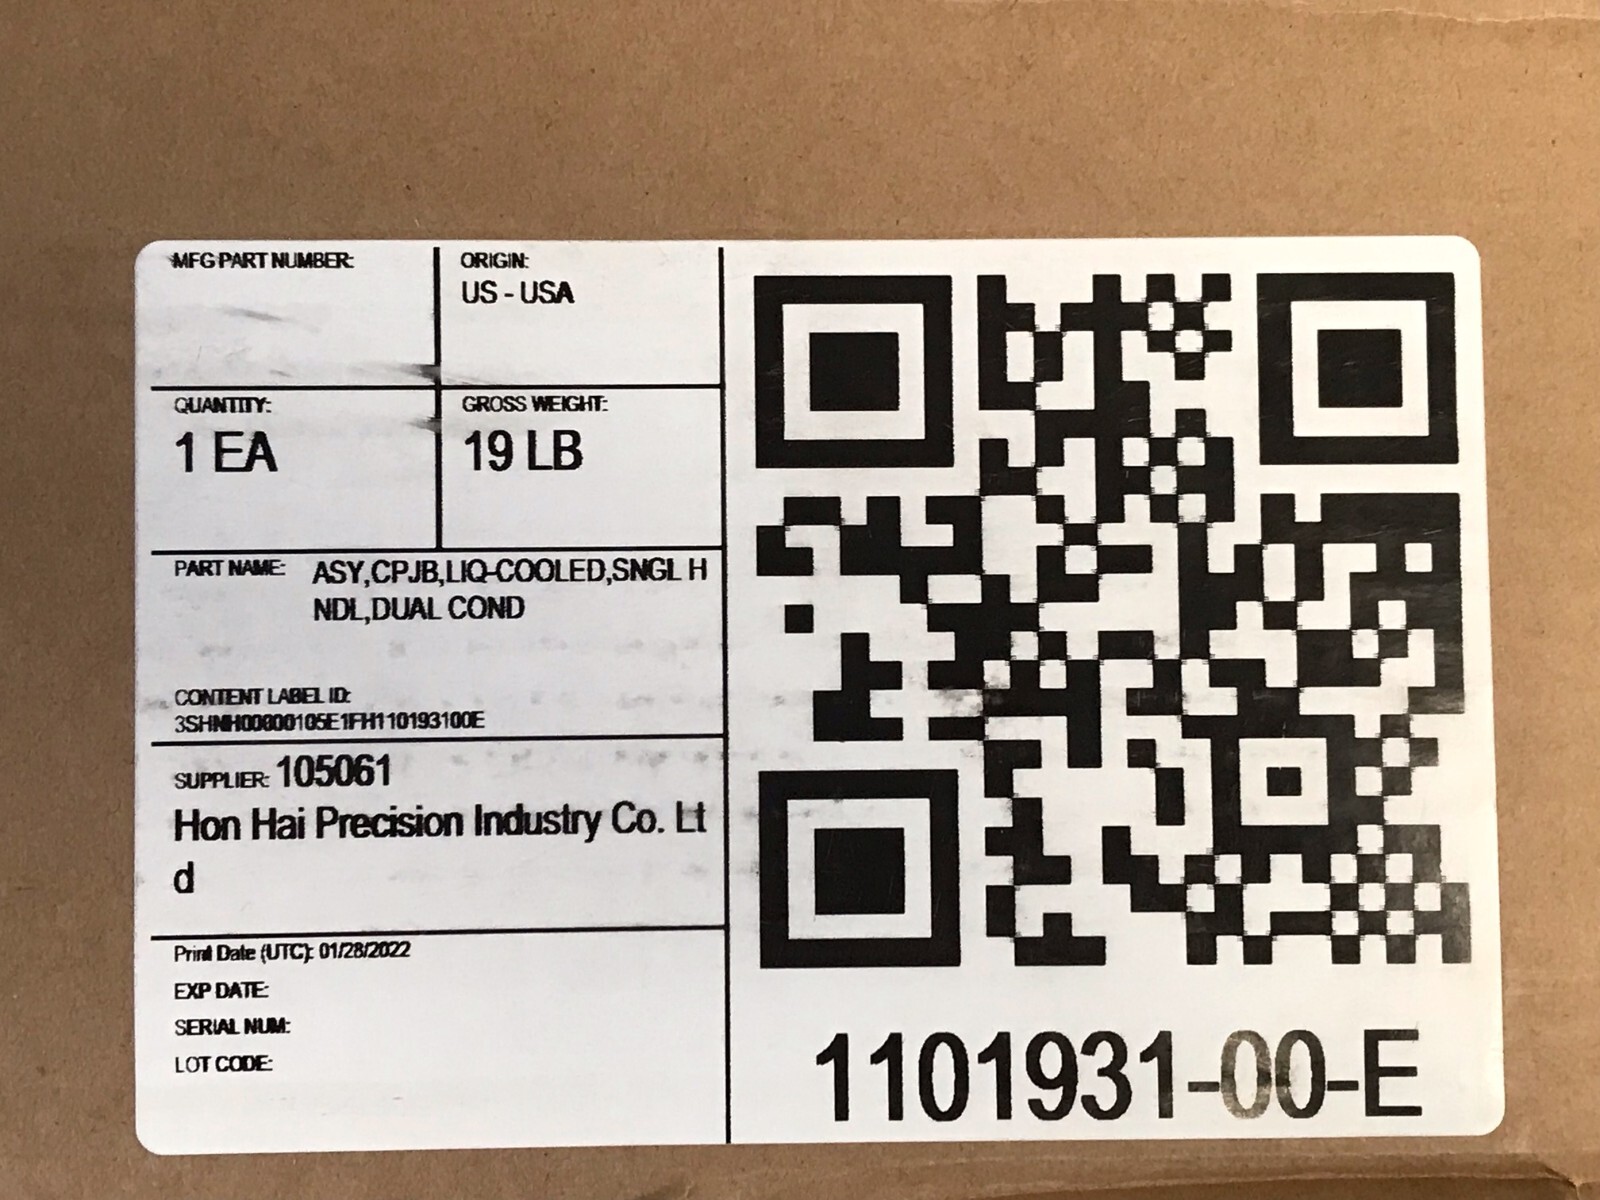 MFG PART NUMBER:
ORIGIN:
US - USA
QUANTITY:
1 EA
GROSS WEIGHT:
19 LB
PART NAME: ASY,CPJB,LIQ-COOLED,SNGL H
NDL,DUAL COND
CONTENT LABEL ID:
3SHNH00000105E1FH110193100E
SUPPLIER: 105061
Hon Hai Precision Industry Co. Lt
d
Print Date (UTC): 01/28/2022
EXP DATE:
SERIAL NUM:
LOT CODE:
1101931-00-E